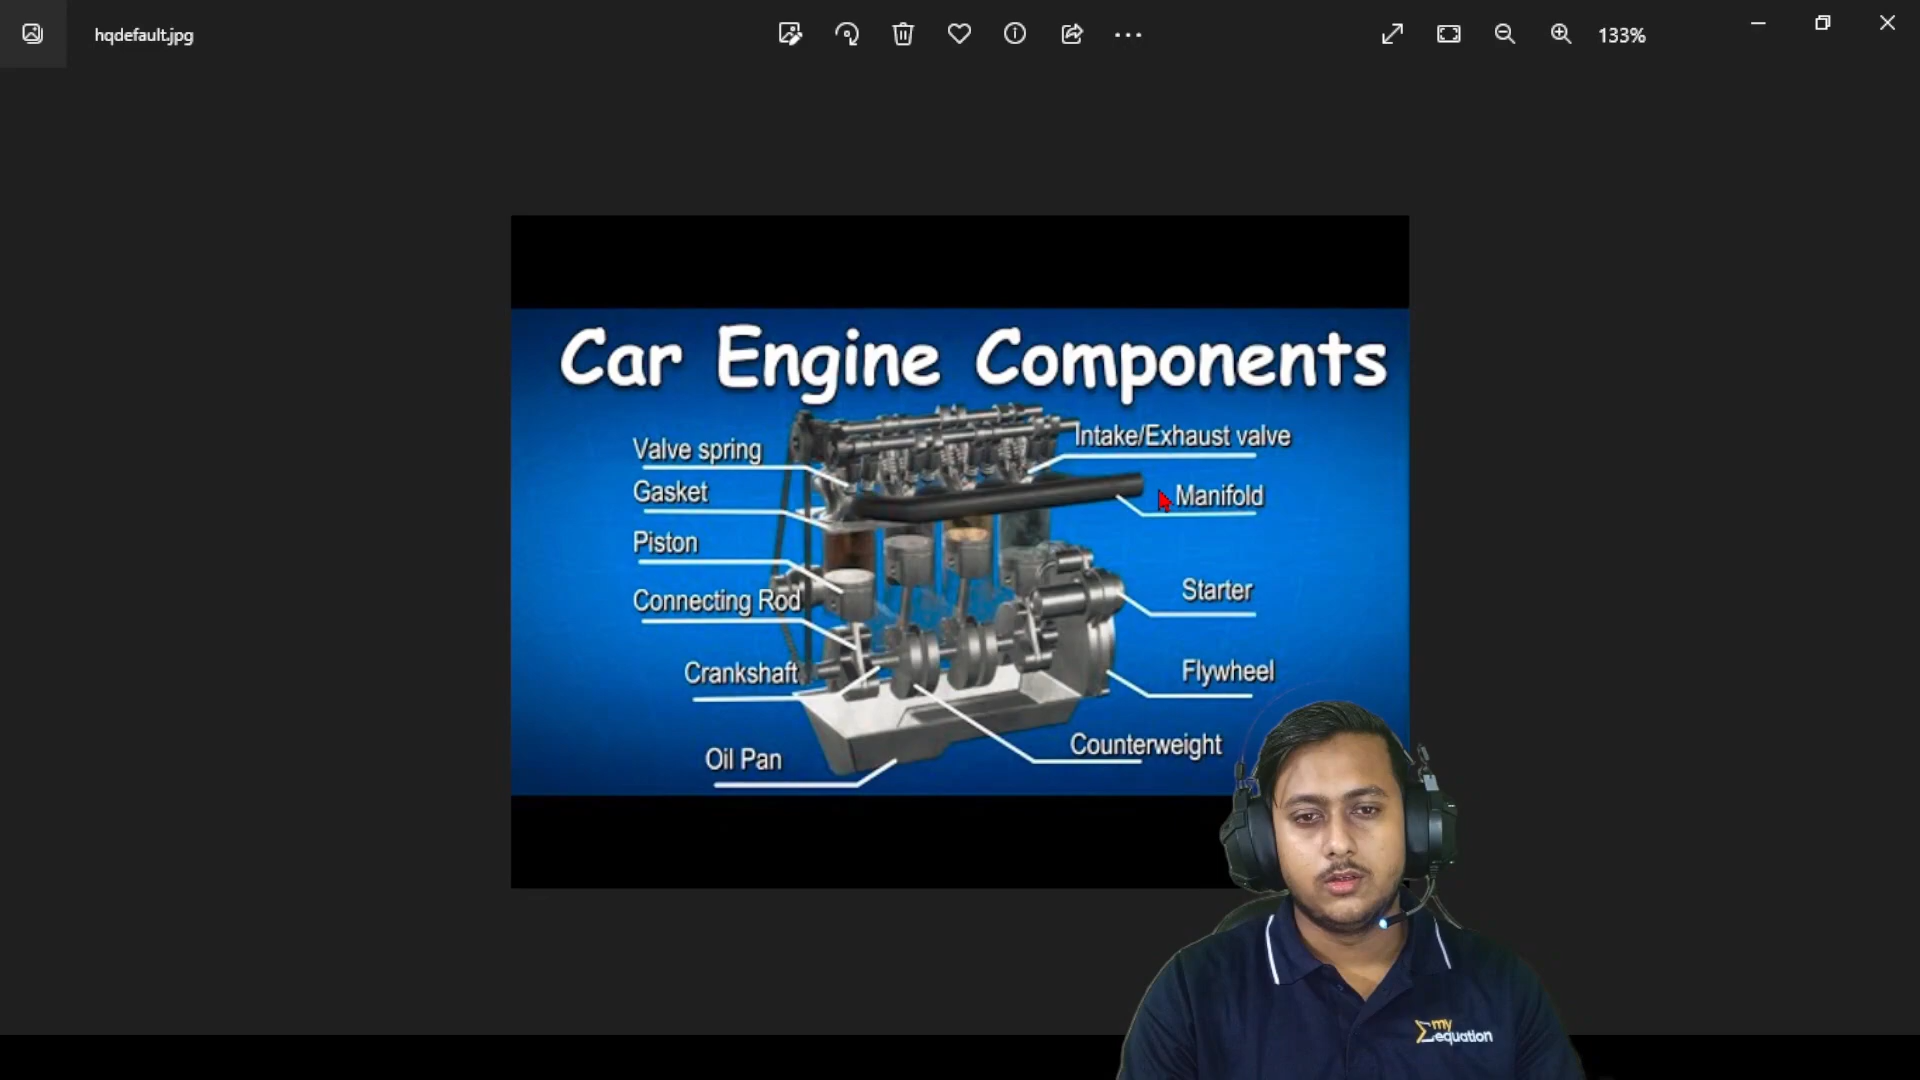 hqdefault.jpg
133%
Car Engine Components
Valve spring
Intake/Exhaust valve
Gasket
Manifold
Piston
Starter
Connecting Rod
Crankshaft
Flywheel
Oil Pan
Counterweight
my
equation